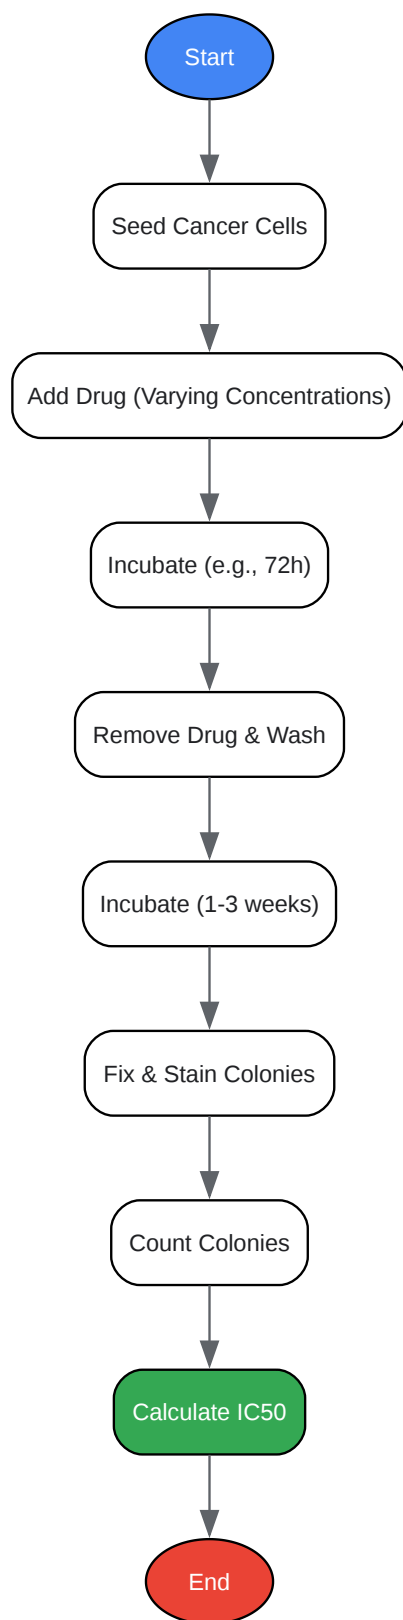 Start
Seed Cancer Cells
Add Drug (Varying Concentrations)
Incubate (e.g., 72h)
Remove Drug & Wash
Incubate (1-3 weeks)
Fix & Stain Colonies
Count Colonies
Calculate IC50
End